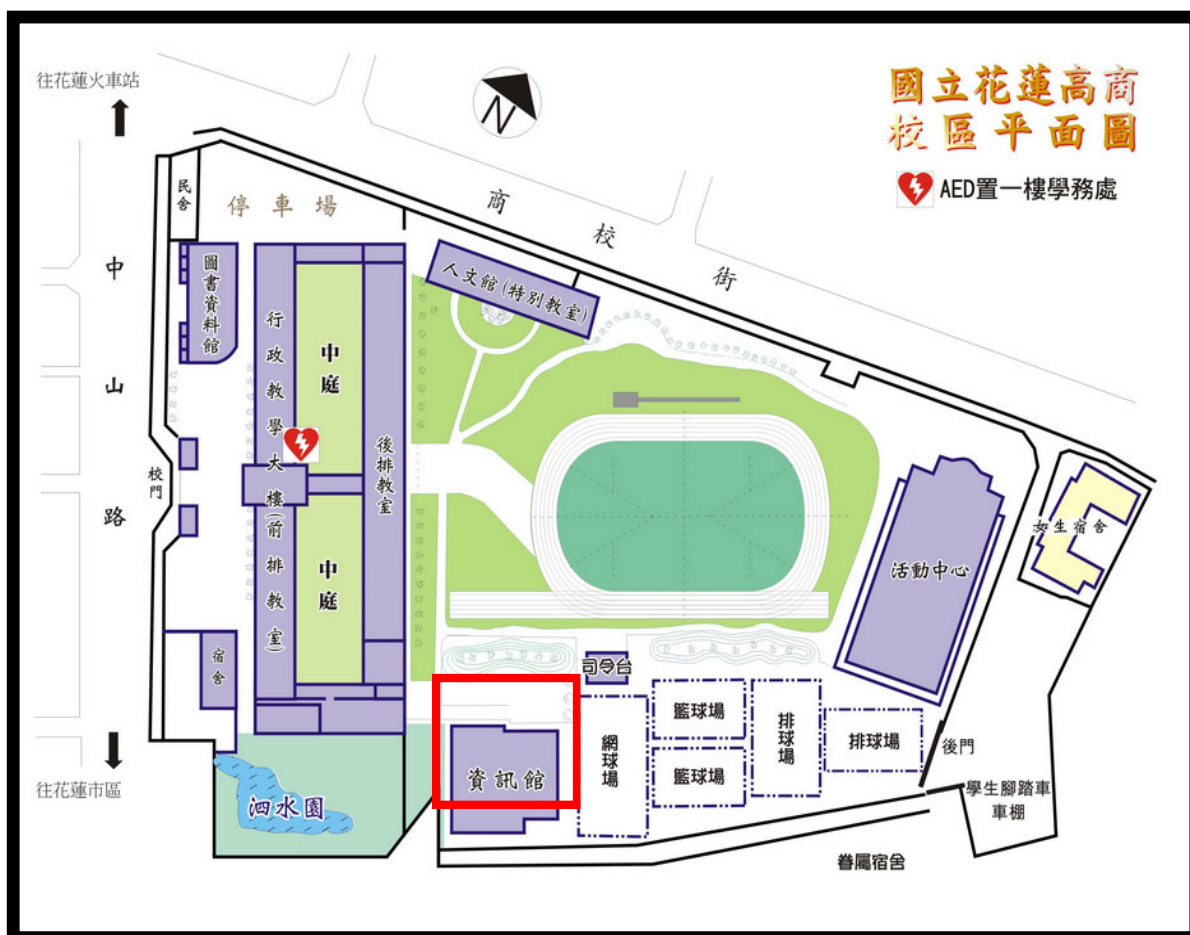 國立花蓮高商
校區平面圖
AED置一樓學務處
往花蓮火車站
N
商校街
民舍
停車場
中山路
圖書資料館
人文館(特別教室)
行政教學大樓(前排教室)
中庭
後排教室
校門
中庭
女生宿舍
活動中心
宿舍
司令台
籃球場
網球場
排球場
排球場
籃球場
後門
資訊館
學生腳踏車
車棚
往花蓮市區
泗水園
眷屬宿舍